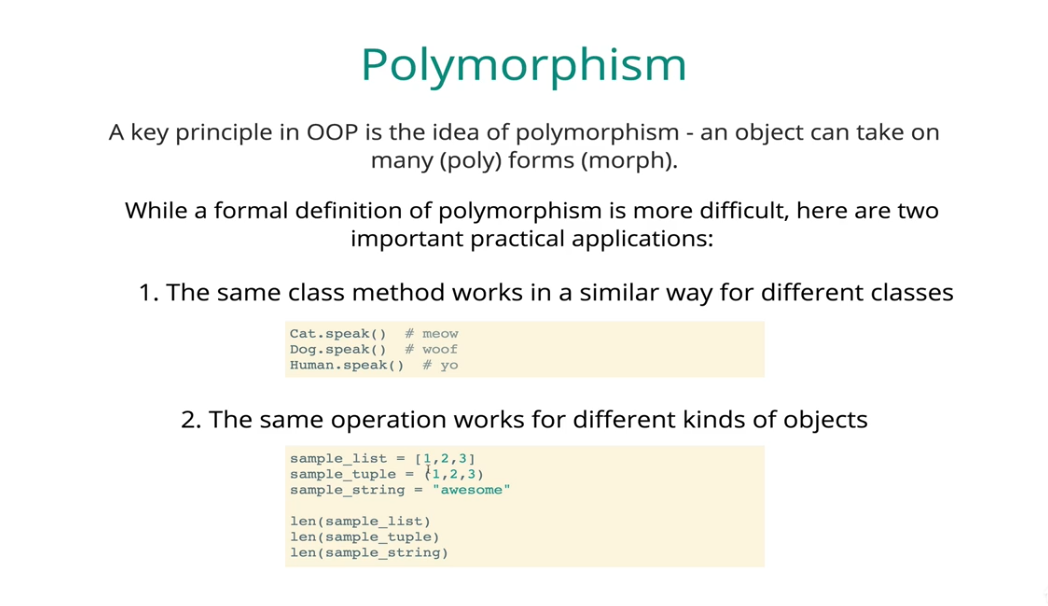 Polymorphism
A key principle in OOP is the idea of polymorphism - an object can take on
many (poly) forms (morph).
While a formal definition of polymorphism is more difficult, here are two
important practical applications:
1. The same class method works in a similar way for different classes
Cat.speak()  # meow
Dog.speak()  # woof
Human.speak()  # yo
2. The same operation works for different kinds of objects
sample_list = [1,2,3]
sample_tuple = (1,2,3)
sample_string = "awesome"
len(sample_list)
len(sample_tuple)
len(sample_string)